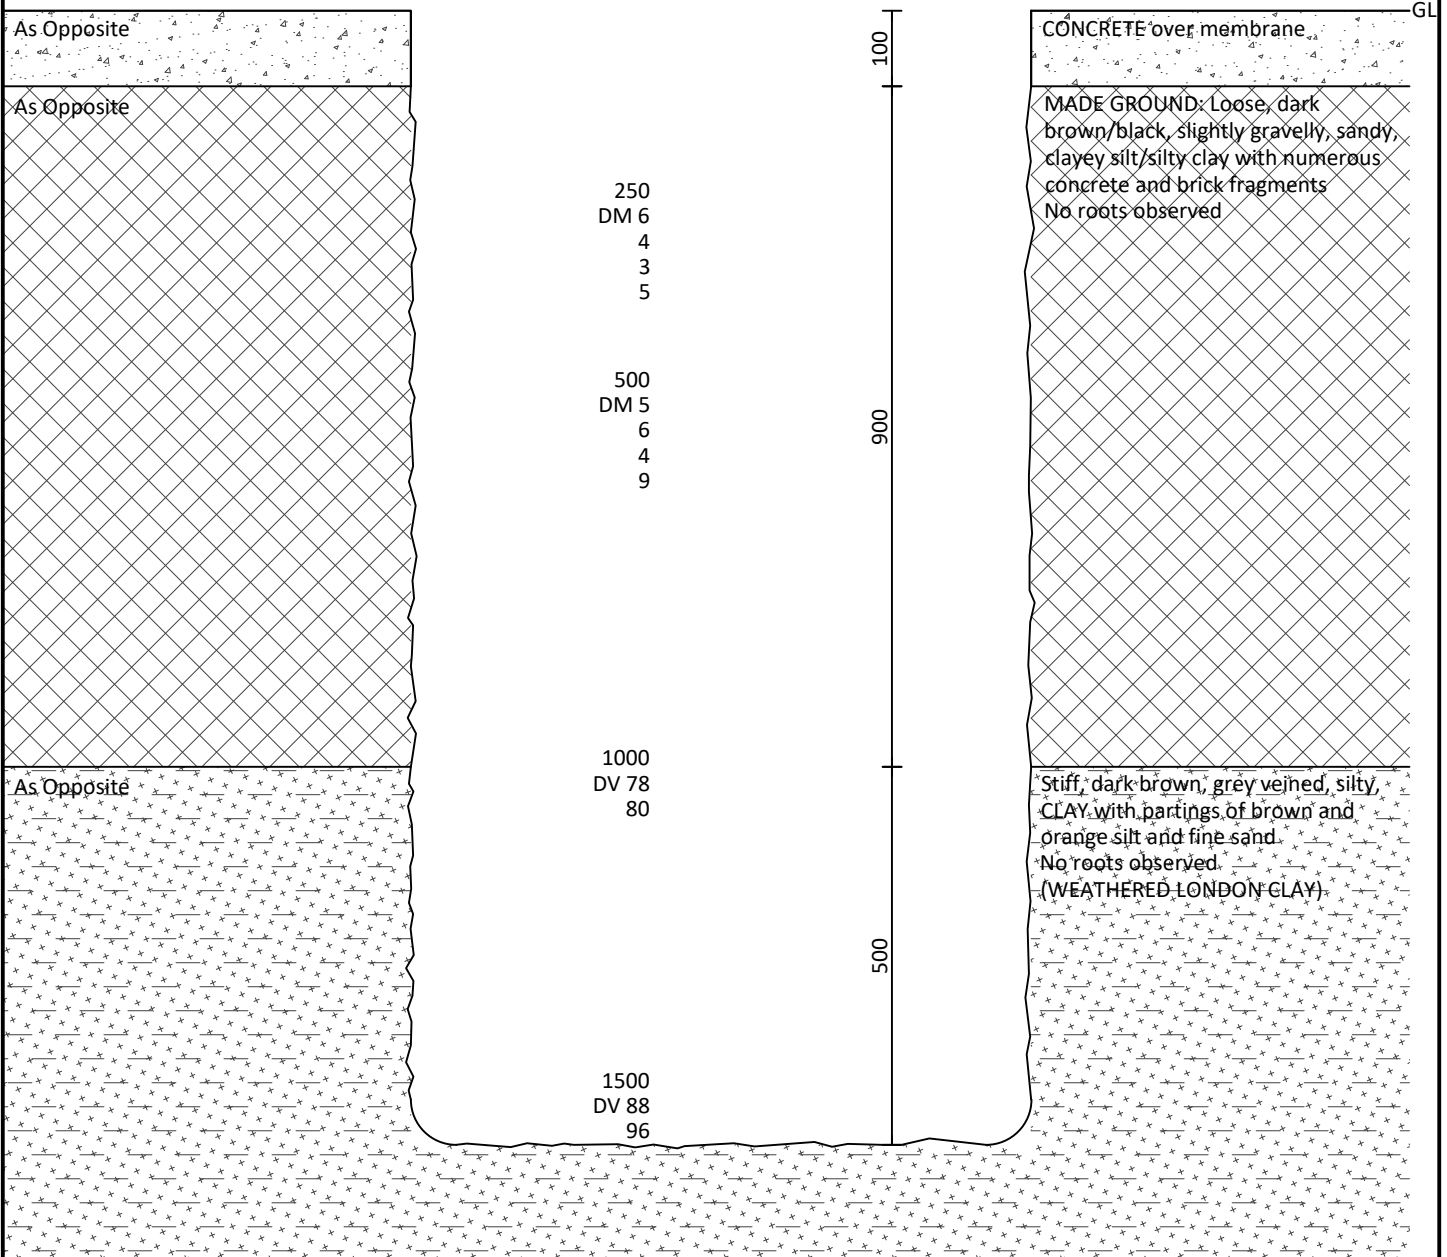 GL
As Opposite
100
CONCRETE over membrane
As Opposite
MADE GROUND: Loose, dark
brown/black, slightly gravelly, sandy,
clayey silt/silty clay with numerous
concrete and brick fragments
No roots observed
250
DM 6
4
3
5
500
DM 5
6
4
9
900
1000
DV 78
80
As Opposite
Stiff, dark brown, grey veined, silty,
CLAY with partings of brown and
orange silt and fine sand
No roots observed
(WEATHERED LONDON CLAY)
500
1500
DV 88
96